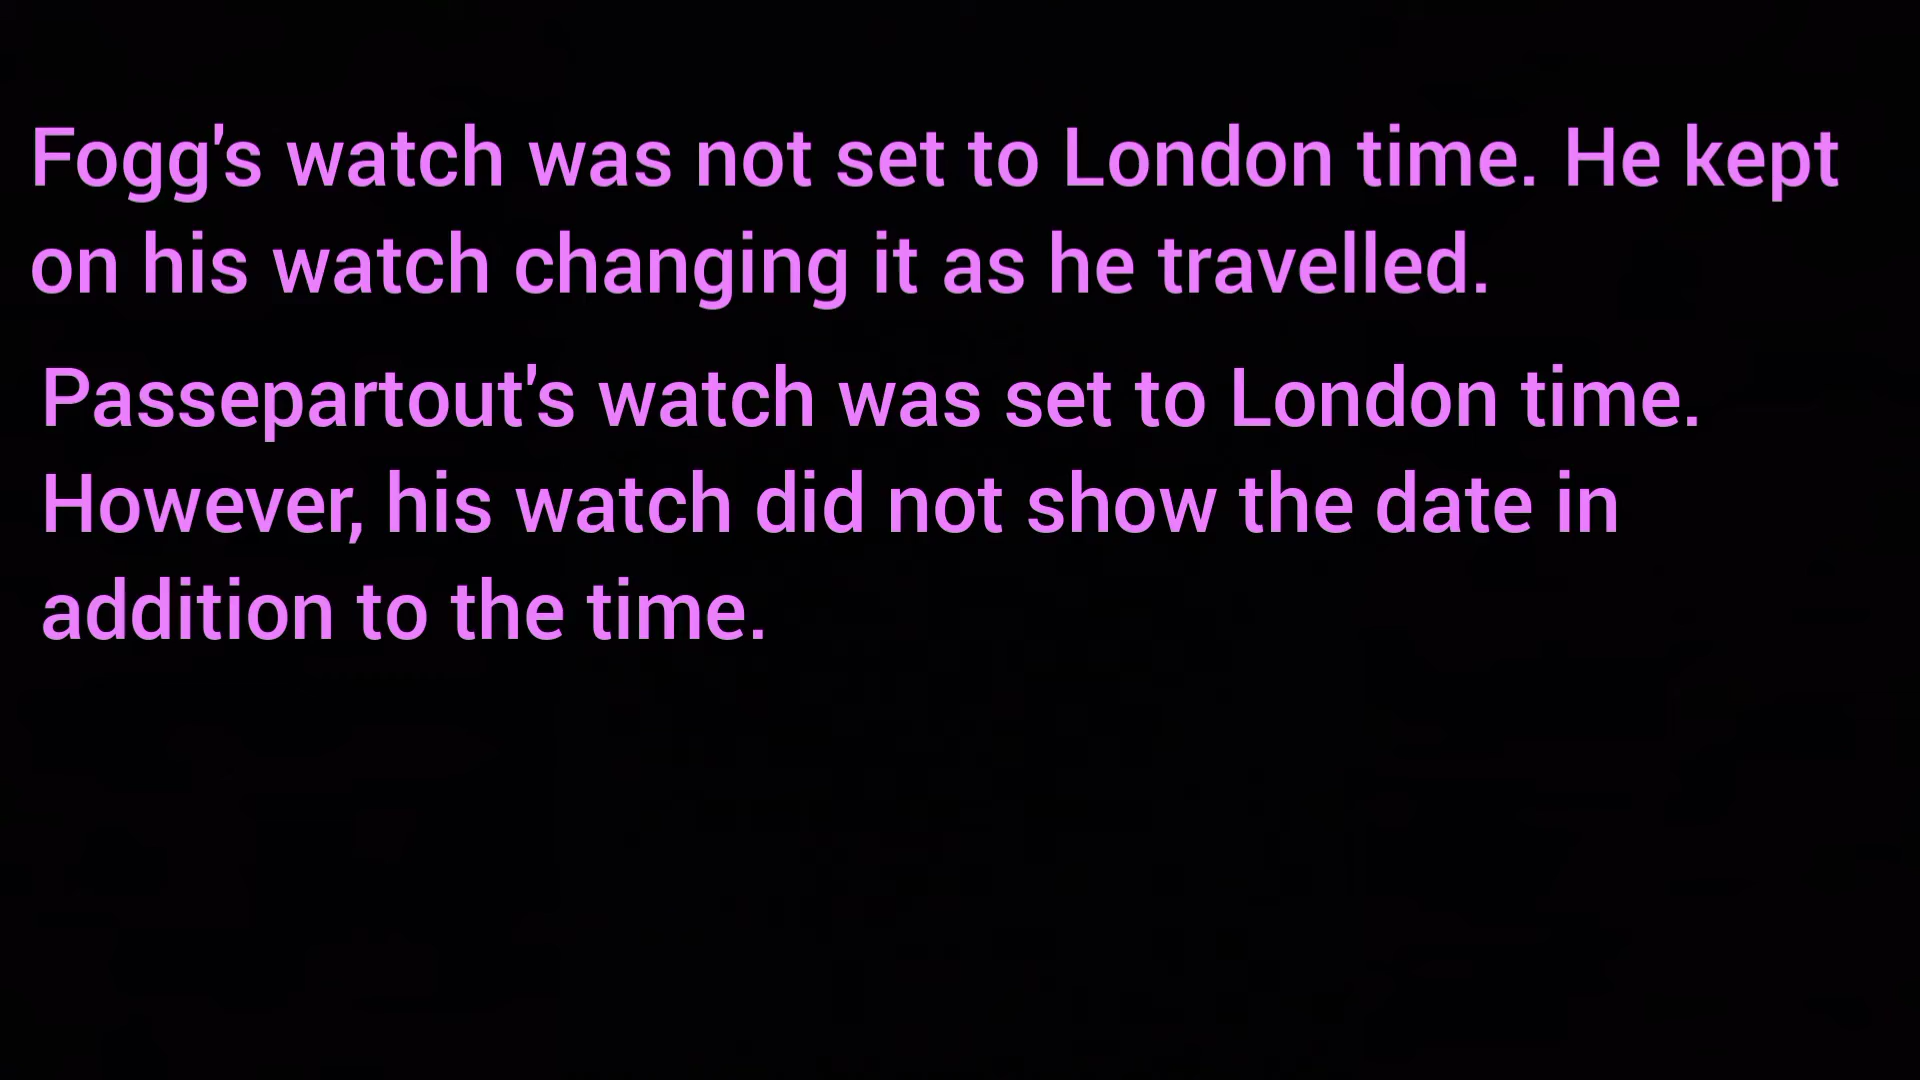 Fogg's watch was not set to London time. He kept
on his watch changing it as he travelled.
Passepartout's watch was set to London time.
However, his watch did not show the date in
addition to the time.